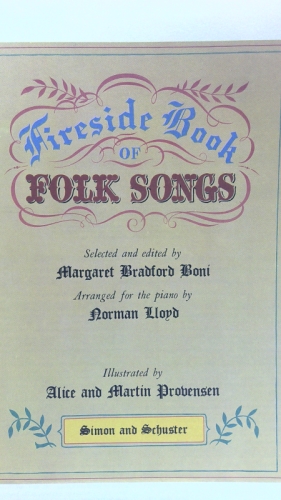 Fireside Book
OF
FOLK SONGS
Selected and edited by
Margaret Bradford Boni
Arranged for the piano by
Norman Lloyd
Illustrated by
Alice and Martin Provensen
Simon and Schuster